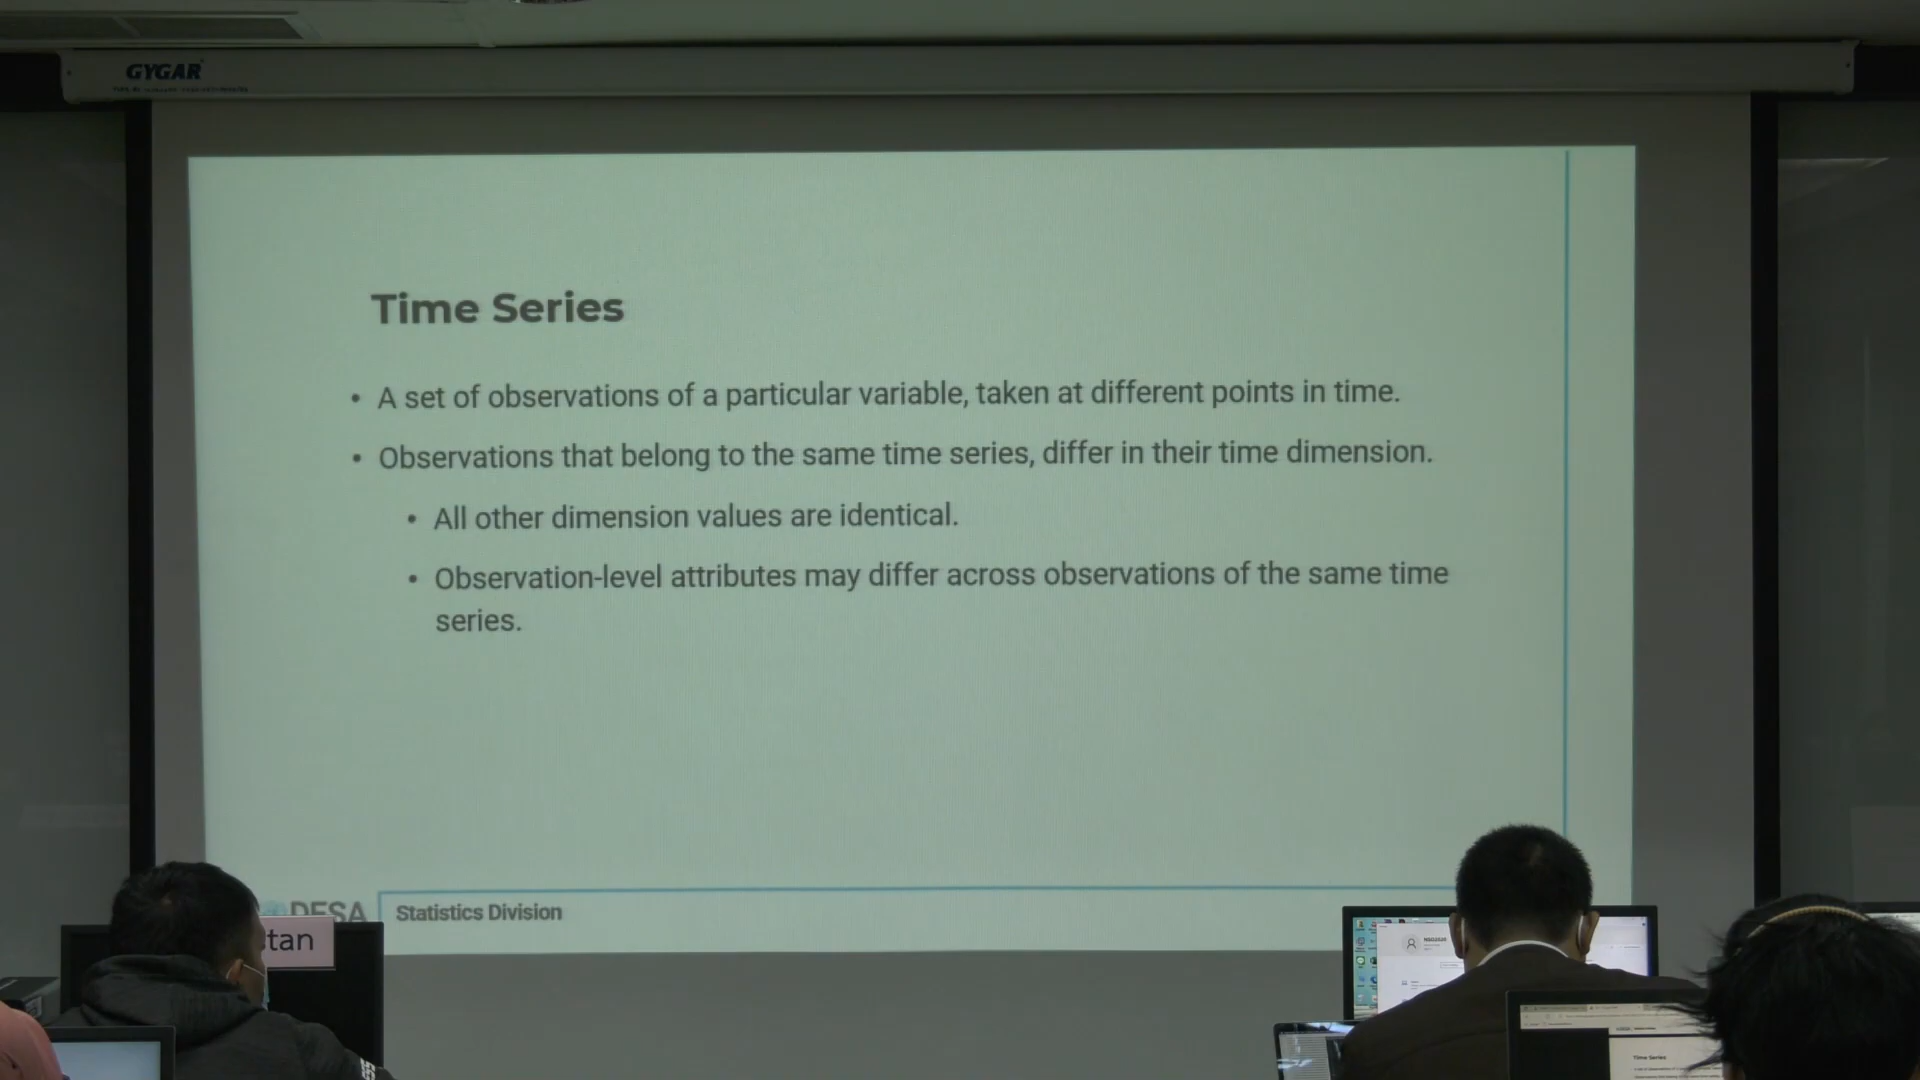 GYGAR
Time Series
• A set of observations of a particular variable, taken at different points in time.
• Observations that belong to the same time series, differ in their time dimension.
• All other dimension values are identical.
• Observation-level attributes may differ across observations of the same time
series.
DESA
Statistics Division
tan
Time Series